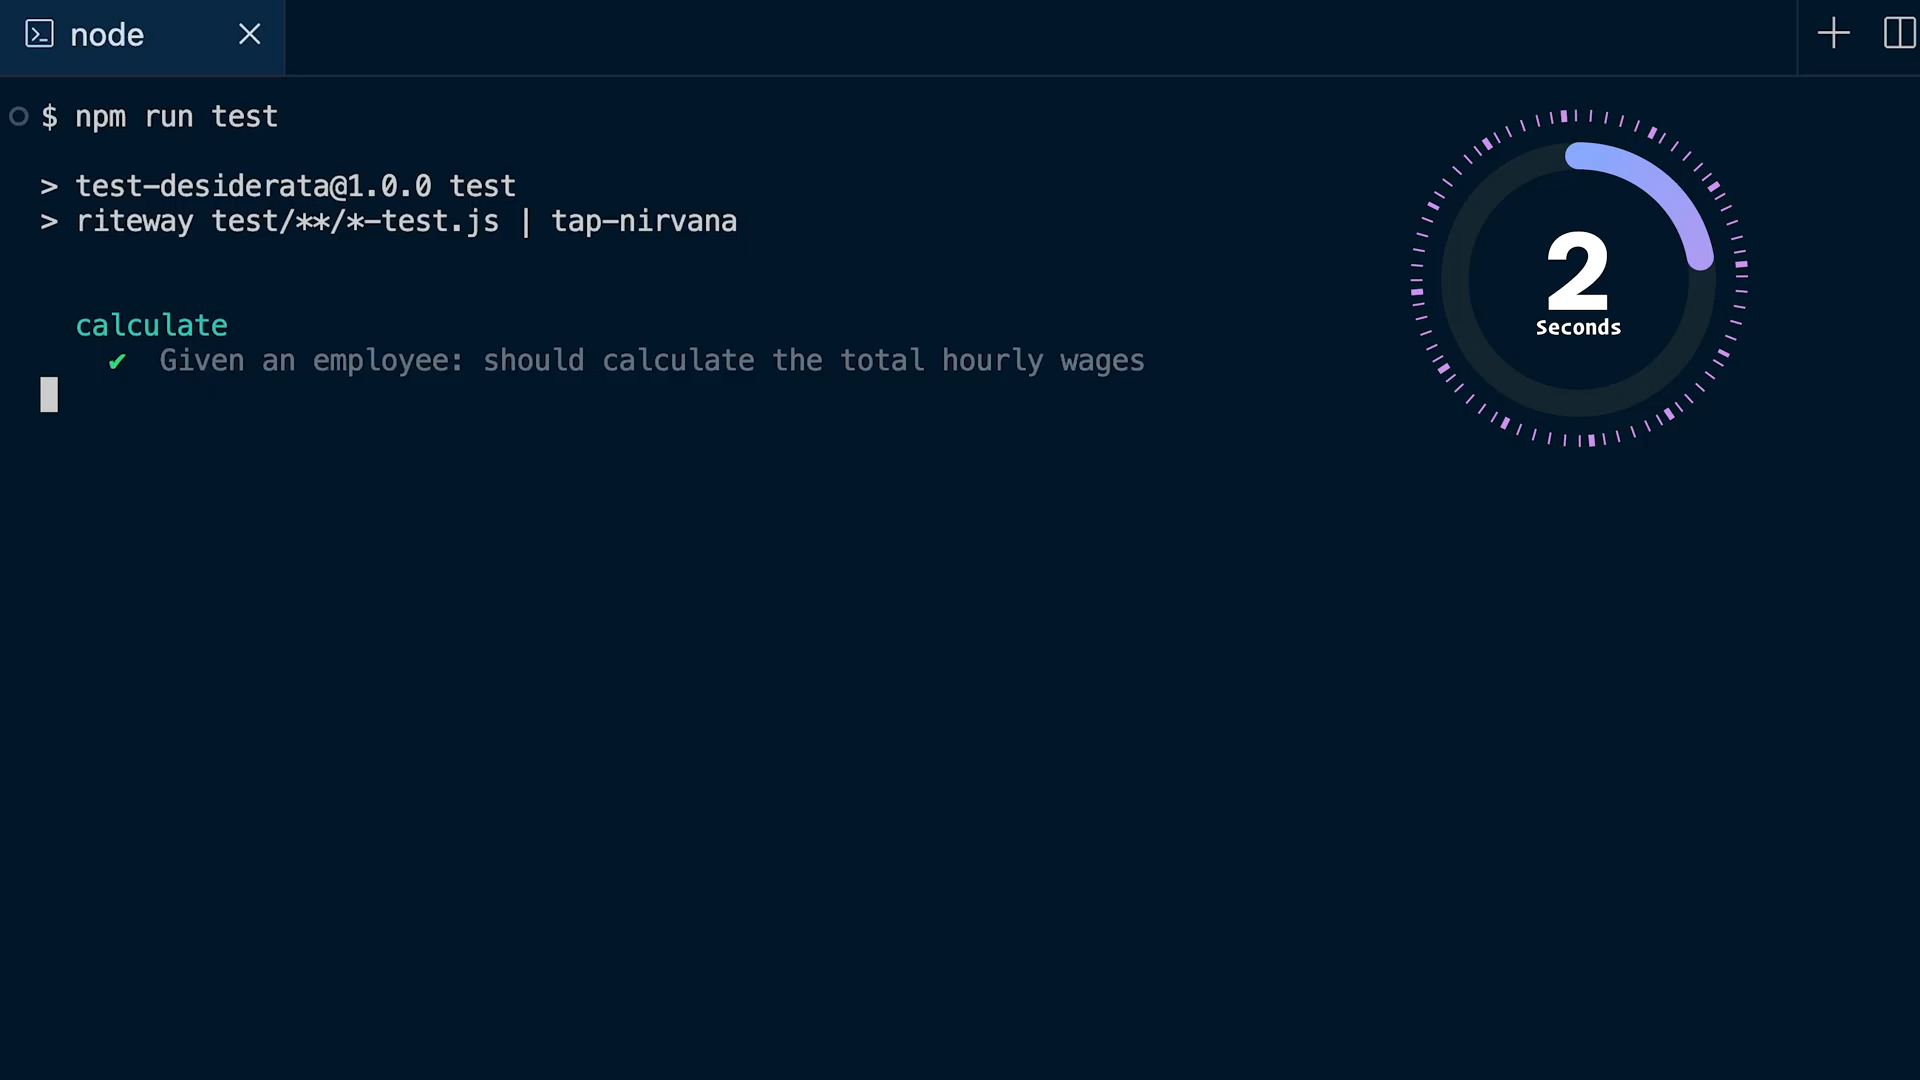 node
$ npm run test
> test-desiderata@1.0.0 test
> riteway test/**/*-test.js | tap-nirvana
calculate
✔ Given an employee: should calculate the total hourly wages
2
Seconds